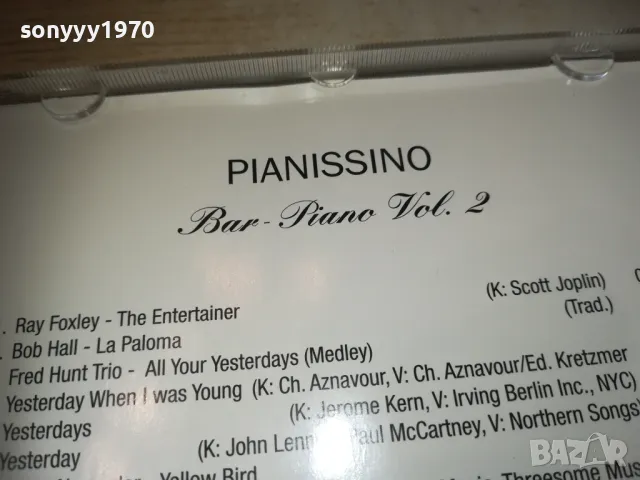 sonyyy1970
PIANISSINO
Bar-Piano Vol. 2
. Ray Foxley - The Entertainer (K: Scott Joplin)
. Bob Hall - La Paloma (Trad.)
Fred Hunt Trio - All Your Yesterdays (Medley)
Yesterday When I was Young (K: Ch. Aznavour, V: Ch. Aznavour/Ed. Kretzmer
Yesterdays (K: Jerome Kern, V: Irving Berlin Inc., NYC)
Yesterday (K: John Lenn Paul McCartney, V: Northern Songs)
Yellow Bird Threesome Mus
BAZAR
bg